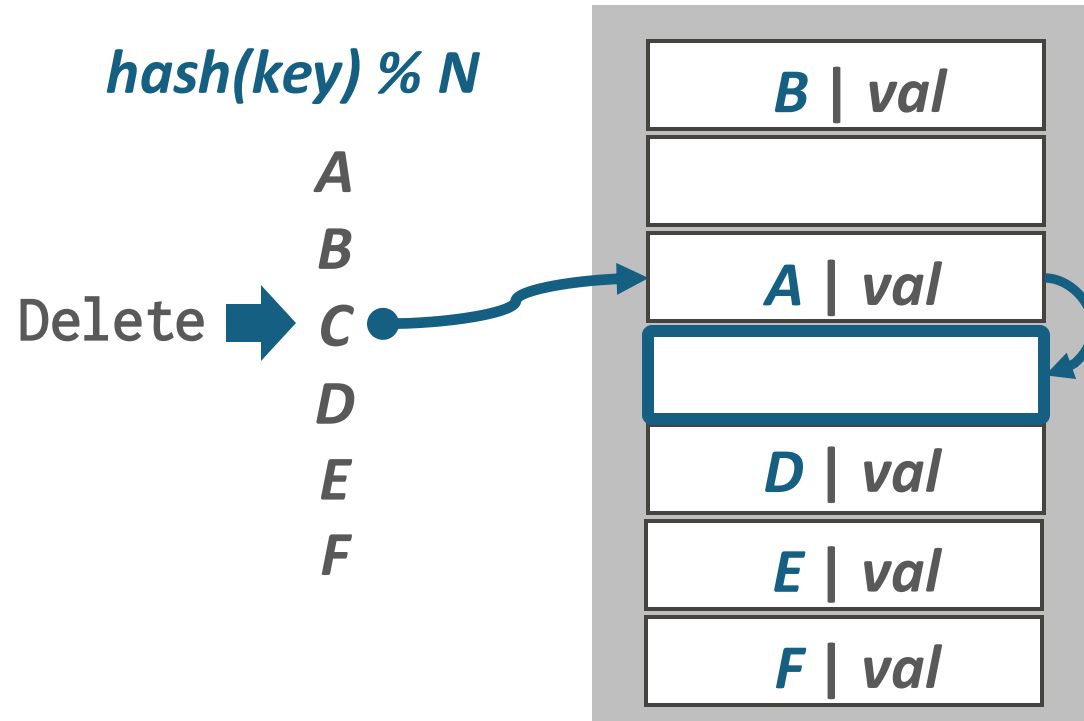 hash(key) % N
A
B
Delete C
D
E
F
B | val
A | val
D | val
E | val
F | val